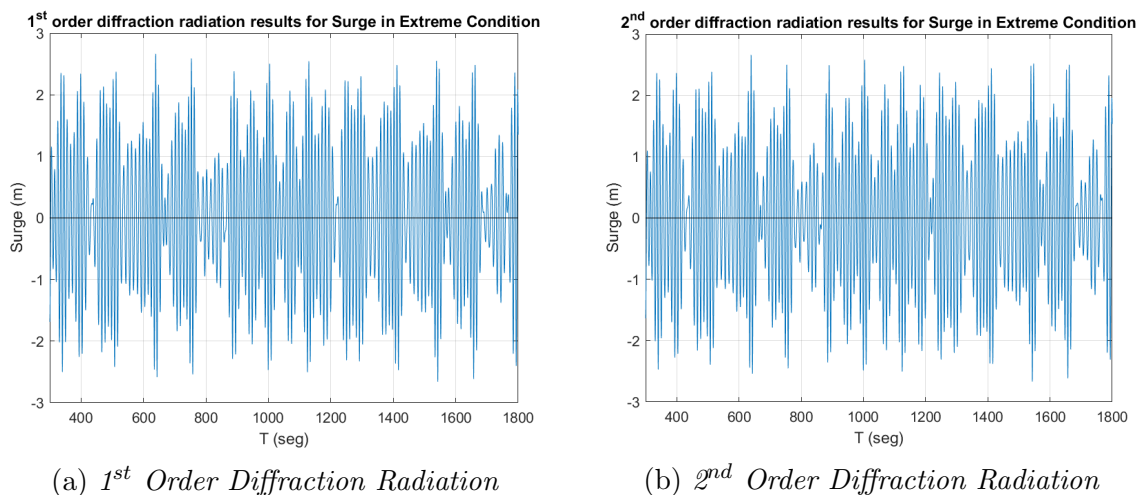 1st order diffraction radiation results for Surge in Extreme Condition
3
2
1
0
-1
-2
-3
Surge (m)
400 600 800 1000 1200 1400 1600 1800
T (seg)
(a) 1st Order Diffraction Radiation
2nd order diffraction radiation results for Surge in Extreme Condition
3
2
1
0
-1
-2
-3
Surge (m)
400 600 800 1000 1200 1400 1600 1800
T (seg)
(b) 2nd Order Diffraction Radiation